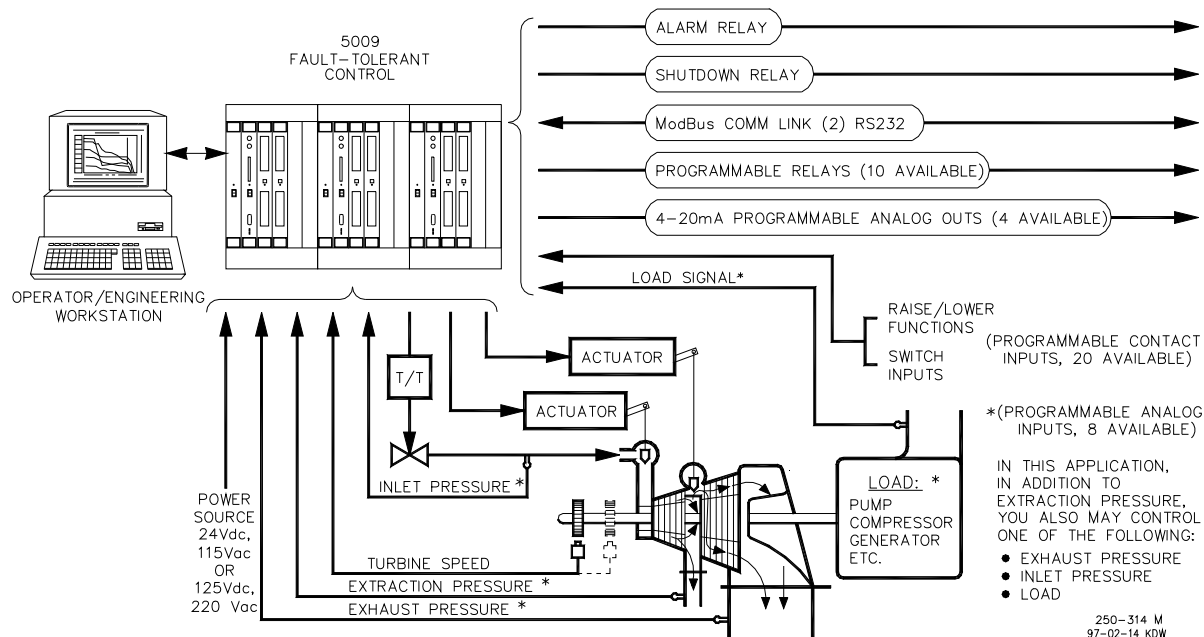 5009
FAULT-TOLERANT
CONTROL
ALARM RELAY
SHUTDOWN RELAY
ModBus COMM LINK (2) RS232
PROGRAMMABLE RELAYS (10 AVAILABLE)
4-20mA PROGRAMMABLE ANALOG OUTS (4 AVAILABLE)
LOAD SIGNAL*
OPERATOR/ENGINEERING
WORKSTATION
RAISE/LOWER
FUNCTIONS
SWITCH
INPUTS
(PROGRAMMABLE CONTACT
INPUTS, 20 AVAILABLE)
T/T
ACTUATOR
ACTUATOR
*(PROGRAMMABLE ANALOG
INPUTS, 8 AVAILABLE)
INLET PRESSURE *
POWER
SOURCE
24Vdc,
115Vac
OR
125Vdc,
220 Vac
TURBINE SPEED
EXTRACTION PRESSURE *
EXHAUST PRESSURE *
LOAD: *
PUMP
COMPRESSOR
GENERATOR
ETC.
IN THIS APPLICATION,
IN ADDITION TO
EXTRACTION PRESSURE,
YOU ALSO MAY CONTROL
ONE OF THE FOLLOWING:
● EXHAUST PRESSURE
● INLET PRESSURE
● LOAD
250-314 M
97-02-14 KDW